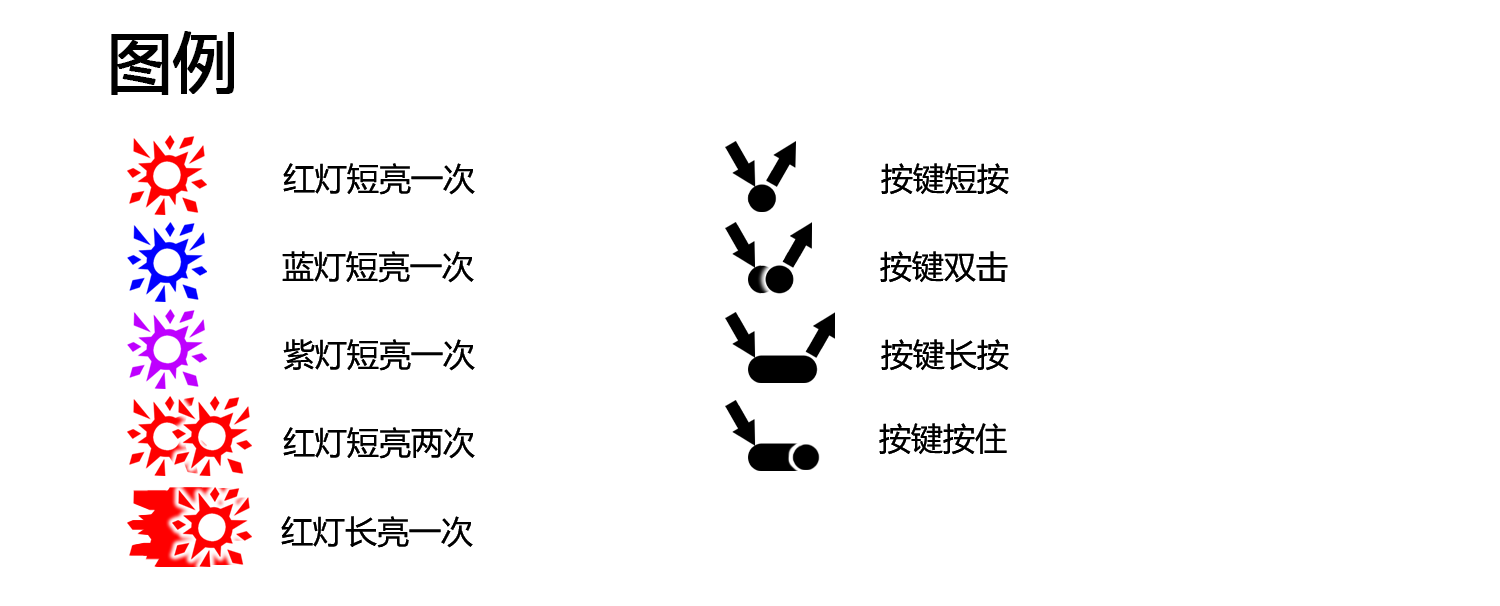 图例
红灯短亮一次
蓝灯短亮一次
紫灯短亮一次
红灯短亮两次
红灯长亮一次
按键短按
按键双击
按键长按
按键按住